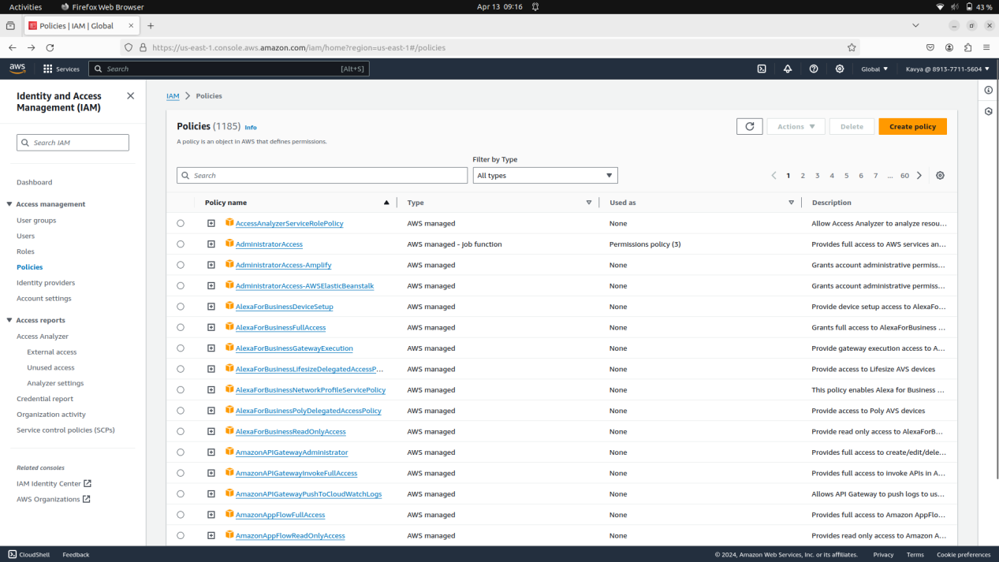 Activities Firefox Web Browser Apr 13 09:16 43 %
Policies | IAM | Global
https://us-east-1.console.aws.amazon.com/iam/home?region=us-east-1#/policies
aws Services Search [Alt+S] Global Kavya @ 8913-7711-5604
Identity and Access
Management (IAM)
Search IAM
Dashboard
Access management
User groups
Users
Roles
Policies
Identity providers
Account settings
Access reports
Access Analyzer
External access
Unused access
Analyzer settings
Credential report
Organization activity
Service control policies (SCPs)
Related consoles
IAM Identity Center
AWS Organizations
IAM Policies
Policies (1185) Info
A policy is an object in AWS that defines permissions.
Actions Delete Create policy
Filter by Type
Search All types 1 2 3 4 5 6 7 ... 60
Policy name Type Used as Description
AccessAnalyzerServiceRolePolicy AWS managed None Allow Access Analyzer to analyze resou...
AdministratorAccess AWS managed - job function Permissions policy (3) Provides full access to AWS services an...
AdministratorAccess-Amplify AWS managed None Grants account administrative permiss...
AdministratorAccess-AWSElasticBeanstalk AWS managed None Grants account administrative permiss...
AlexaForBusinessDeviceSetup AWS managed None Provide device setup access to AlexaFo...
AlexaForBusinessFullAccess AWS managed None Grants full access to AlexaForBusiness ...
AlexaForBusinessGatewayExecution AWS managed None Provide gateway execution access to A...
AlexaForBusinessLifesizeDelegatedAccessP... AWS managed None Provide access to Lifesize AVS devices
AlexaForBusinessNetworkProfileServicePolicy AWS managed None This policy enables Alexa for Business ...
AlexaForBusinessPolyDelegatedAccessPolicy AWS managed None Provide access to Poly AVS devices
AlexaForBusinessReadOnlyAccess AWS managed None Provide read only access to AlexaForB...
AmazonAPIGatewayAdministrator AWS managed None Provides full access to create/edit/dele...
AmazonAPIGatewayInvokeFullAccess AWS managed None Provides full access to invoke APIs in A...
AmazonAPIGatewayPushToCloudWatchLogs AWS managed None Allows API Gateway to push logs to us...
AmazonAppFlowFullAccess AWS managed None Provides full access to Amazon AppFlo...
AmazonAppFlowReadOnlyAccess AWS managed None Provides read only access to Amazon A...
CloudShell Feedback © 2024, Amazon Web Services, Inc. or its affiliates. Privacy Terms Cookie preferences